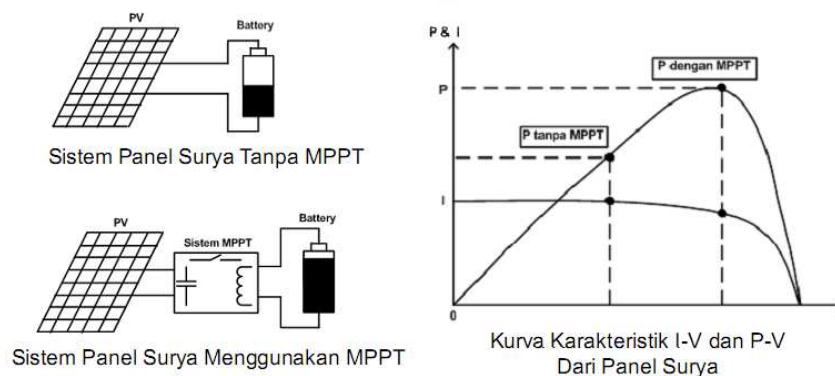 PV
Battery
Sistem Panel Surya Tanpa MPPT
PV
Sistem MPPT
Battery
Sistem Panel Surya Menggunakan MPPT
P & I
P dengan MPPT
P
P tanpa MPPT
I
0
Kurva Karakteristik I-V dan P-V
Dari Panel Surya